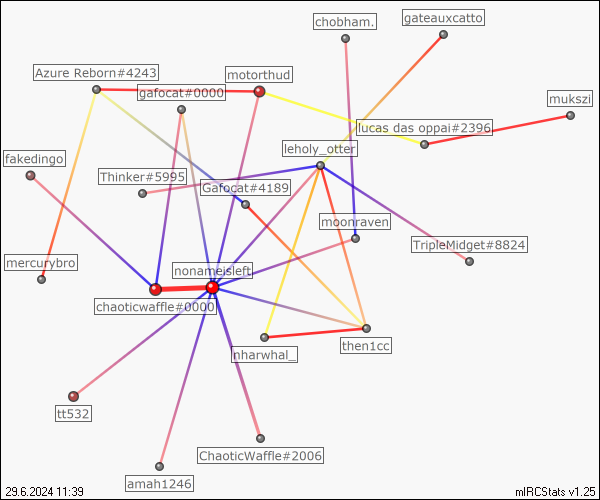 chobham.
gateauxcatto
Azure Reborn#4243
motorthud
gafocat#0000
mukszi
lucas das oppai#2396
leholy_otter
fakedingo
Thinker#5995
Gafocat#4189
moonraven
TripleMidget#8824
mercurybro
nonameisleft
chaoticwaffle#0000
then1cc
nharwhal_
tt532
ChaoticWaffle#2006
amah1246
29.6.2024 11:39
mIRCStats v1.25